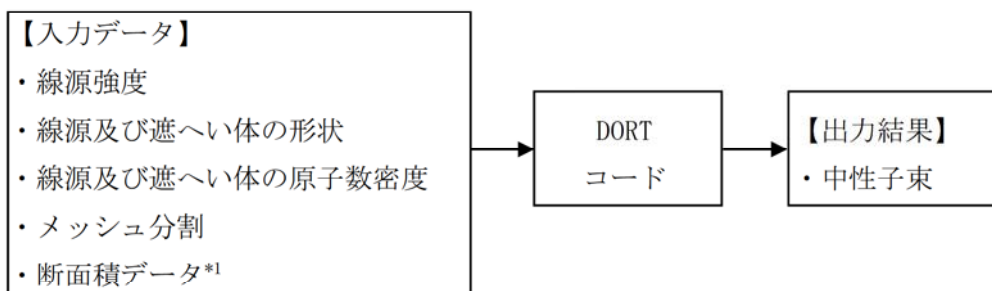 【入力データ】
・線源強度
・線源及び遮へい体の形状
・線源及び遮へい体の原子数密度
・メッシュ分割
・断面積データ*1
DORT
コード
【出力結果】
・中性子束